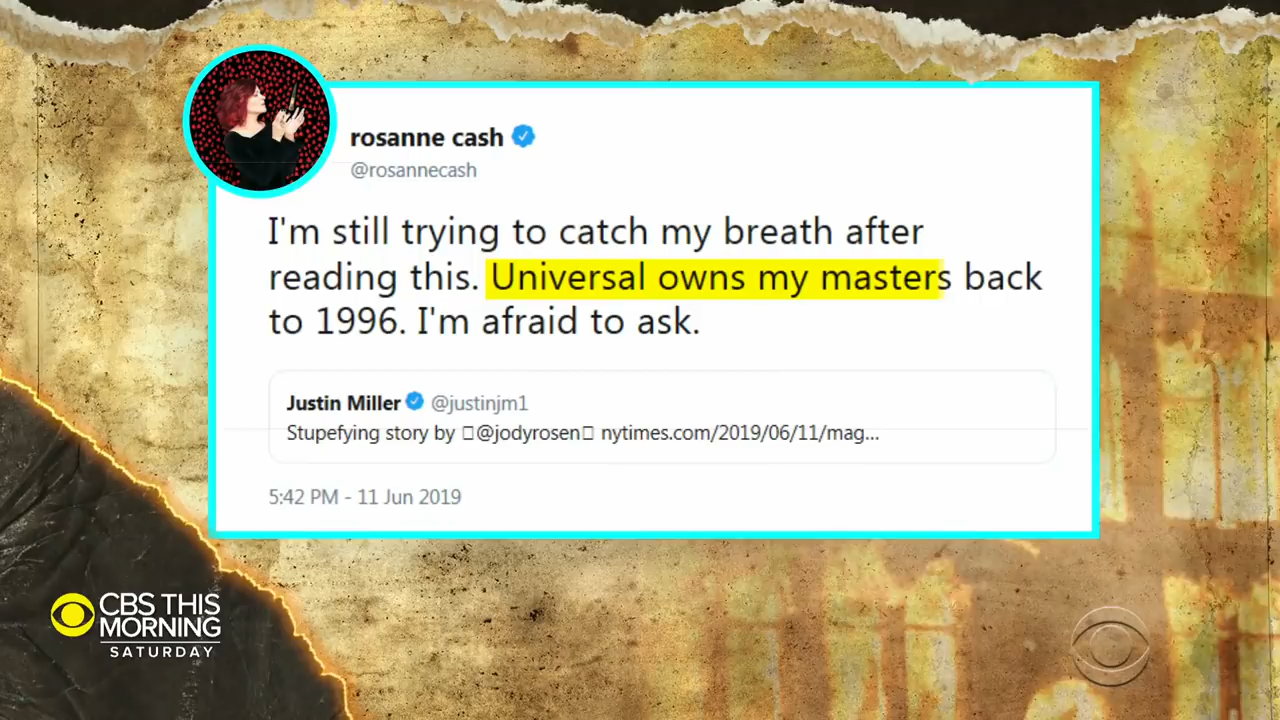 rosanne cash
@rosannecash
I'm still trying to catch my breath after
reading this. Universal owns my masters back
to 1996. I'm afraid to ask.
Justin Miller @justinjm1
Stupefying story by @jodyrosen nytimes.com/2019/06/11/mag...
5:42 PM - 11 Jun 2019
CBS THIS
MORNING
SATURDAY